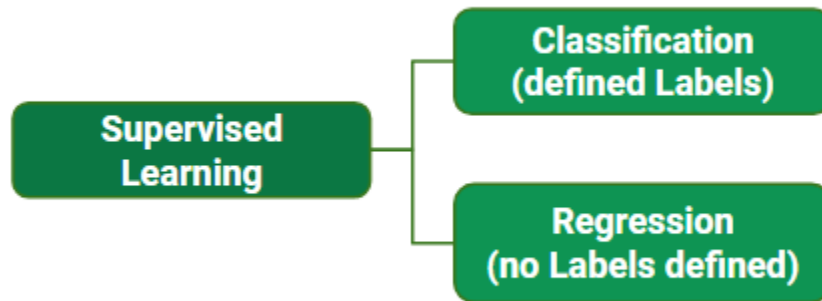 Supervised
Learning
Classification
(defined Labels)
Regression
(no Labels defined)